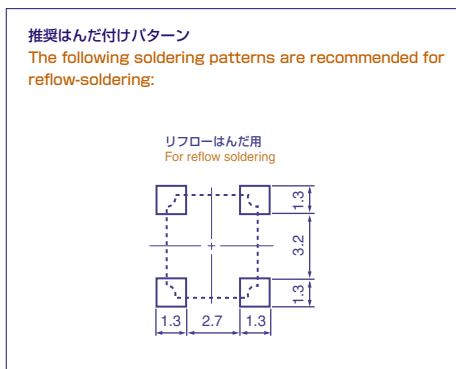 推奨はんだ付けパターン
The following soldering patterns are recommended for
reflow-soldering:
リフローはんだ用
For reflow soldering
1.3
3.2
1.3
1.3 2.7 1.3